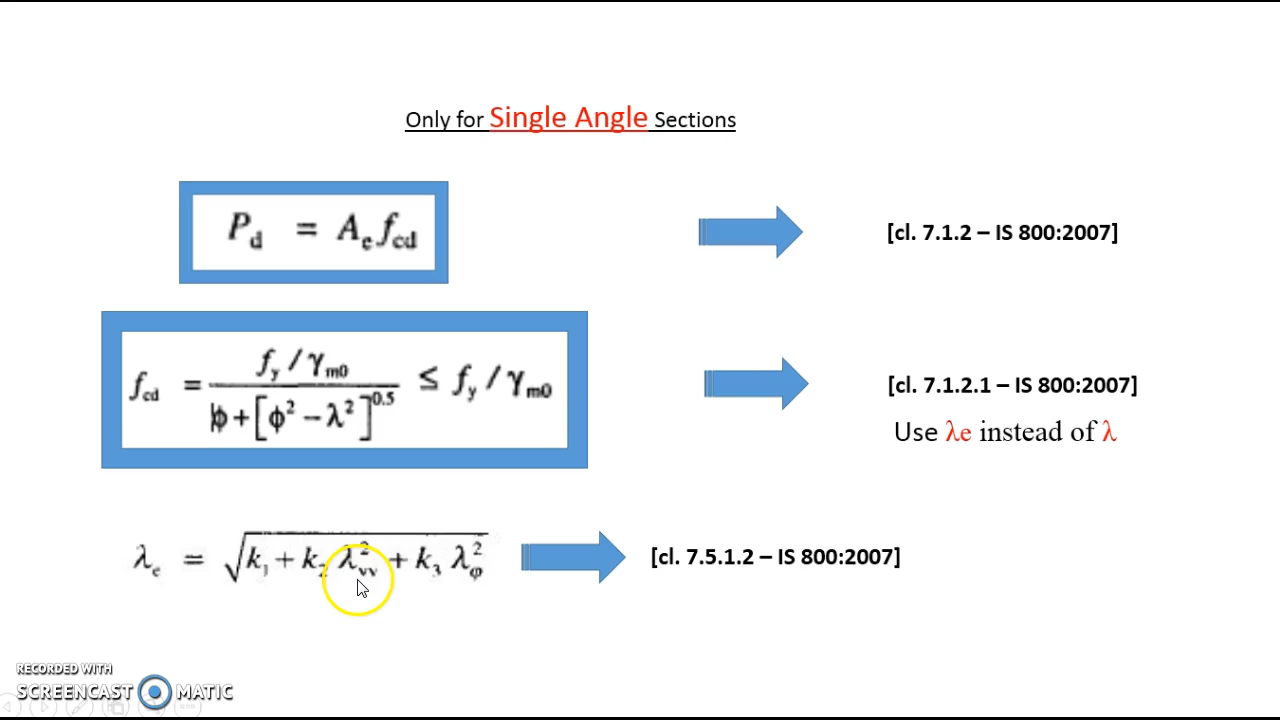 Only for Single Angle Sections
P_d = A_e f_cd
[cl. 7.1.2 – IS 800:2007]
f_cd = (f_y / γ_m0) / (ϕ + [ϕ² − λ²]^0.5) ≤ f_y / γ_m0
[cl. 7.1.2.1 – IS 800:2007]
Use λe instead of λ
λ_e = √(k_1 + k_2 λ_vv² + k_3 λ_φ²)
[cl. 7.5.1.2 – IS 800:2007]
RECORDED WITH
SCREENCAST MATIC